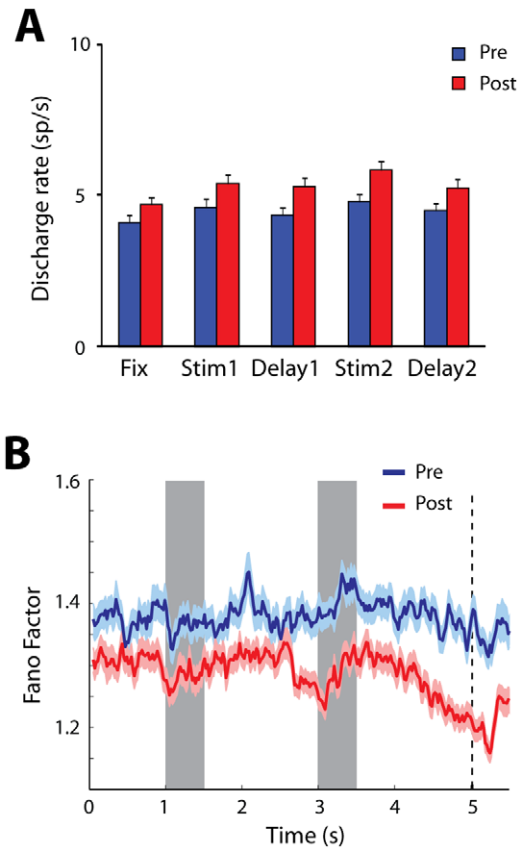 A
10
Pre
Post
Discharge rate (sp/s)
5
0
Fix Stim1 Delay1 Stim2 Delay2
B
1.6
Pre
Post
1.4
Fano Factor
1.2
0 1 2 3 4 5
Time (s)